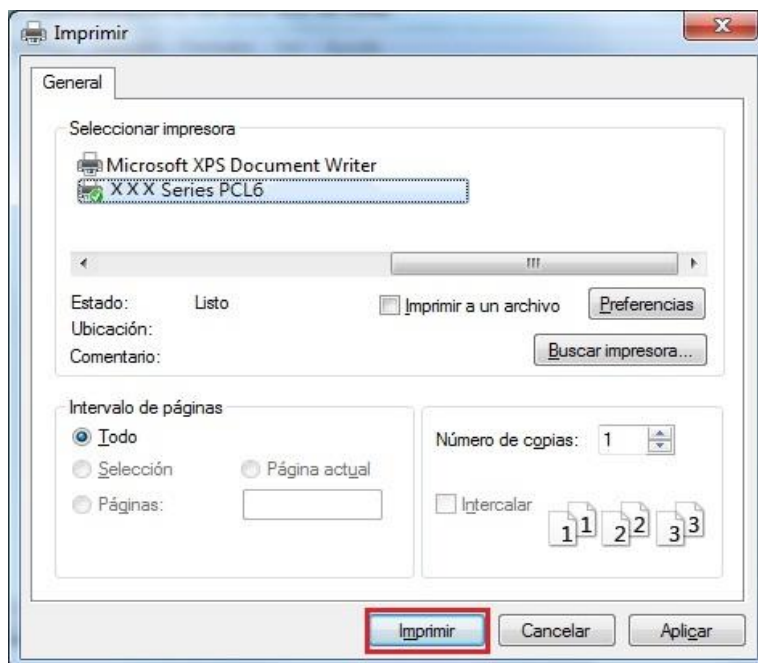 Imprimir
General
Seleccionar impresora
Microsoft XPS Document Writer
X X X Series PCL6
Estado: Listo
Imprimir a un archivo
Preferencias
Ubicación:
Comentario:
Buscar impresora...
Intervalo de páginas
Todo
Selección
Página actual
Páginas:
Número de copias: 1
Intercalar
1 1 2 2 3 3
Imprimir
Cancelar
Aplicar